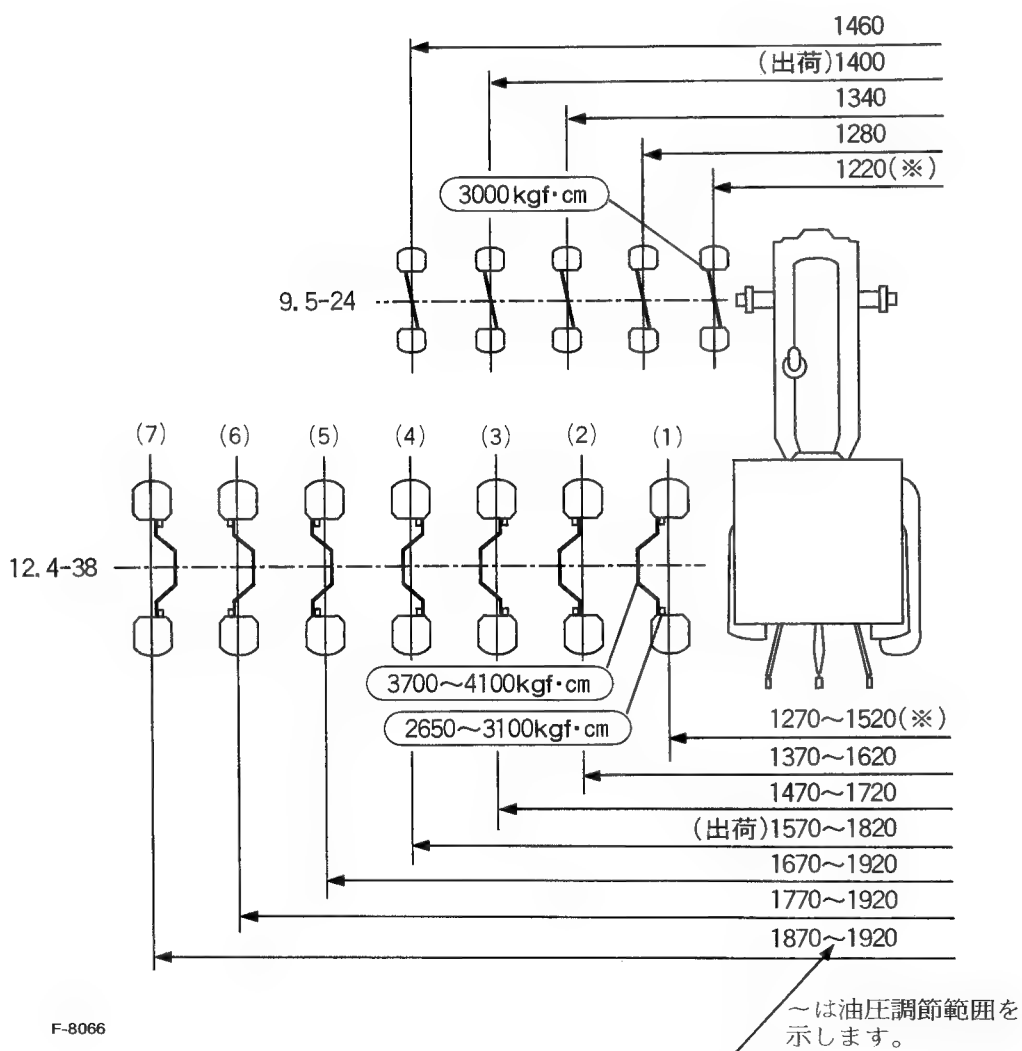 1460
(出荷)1400
1340
1280
1220(※)
3000kgf·cm
9.5-24
(7) (6) (5) (4) (3) (2) (1)
12.4-38
3700～4100kgf·cm
2650～3100kgf·cm
1270～1520(※)
1370～1620
1470～1720
(出荷)1570～1820
1670～1920
1770～1920
1870～1920
～は油圧調節範囲を
示します。
F-8066